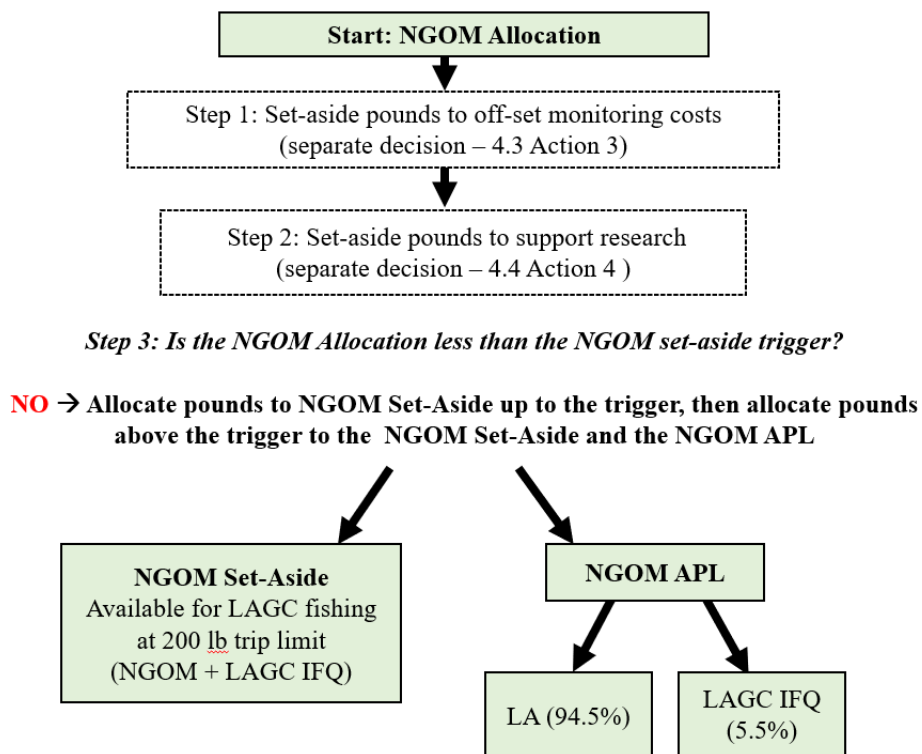 Start: NGOM Allocation
Step 1: Set-aside pounds to off-set monitoring costs
(separate decision – 4.3 Action 3)
Step 2: Set-aside pounds to support research
(separate decision – 4.4 Action 4 )
Step 3: Is the NGOM Allocation less than the NGOM set-aside trigger?
NO → Allocate pounds to NGOM Set-Aside up to the trigger, then allocate pounds
above the trigger to the  NGOM Set-Aside and the NGOM APL
NGOM Set-Aside
Available for LAGC fishing
at 200 lb trip limit
(NGOM + LAGC IFQ)
NGOM APL
LA (94.5%)
LAGC IFQ
(5.5%)